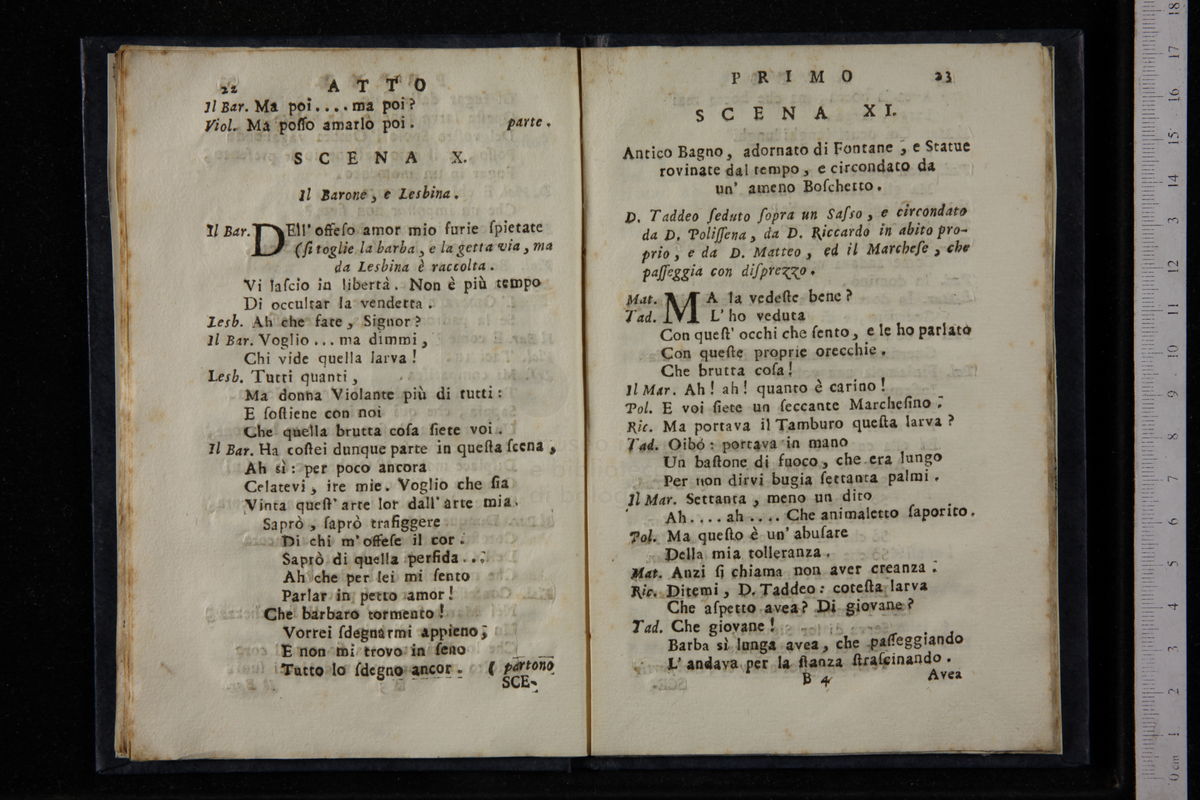 22 ATTO
Il Bar. Ma poi....ma poi?
Viol. Ma poſſo amarlo poi. parte.
SCENA X.
Il Barone, e Lesbina.
Il Bar. DEll' offeſo amor mio furie ſpietate
(ſi toglie la barba, e la getta via, ma
da Lesbina è raccolta.
Vi laſcio in libertà. Non è più tempo
Di occultar la vendetta.
Lesb. Ah che fate, Signor?
Il Bar. Voglio... ma dimmi,
Chi vide quella larva!
Lesb. Tutti quanti,
Ma donna Violante più di tutti:
E ſoſtiene con noi
Che quella brutta coſa ſiete voi.
Il Bar. Ha coſtei dunque parte in queſta ſcena,
Ah sì: per poco ancora
Celatevi, ire mie. Voglio che ſia
Vinta queſt' arte lor dall' arte mia.
Saprò, ſaprò trafiggere
Di chi m' offeſe il cor.
Saprò di quella perfida...
Ah che per lei mi ſento
Parlar in petto amor!
Che barbaro tormento!
Vorrei ſdegnarmi appieno;
E non mi trovo in ſeno
Tutto lo ſdegno ancor. (partono
SCE-
PRIMO 23
SCENA XI.
Antico Bagno, adornato di Fontane, e Statue
rovinate dal tempo, e circondato da
un' ameno Boſchetto.
D. Taddeo ſeduto ſopra un Saſſo, e circondato
da D. Poliſſena, da D. Riccardo in abito pro-
prio, e da D. Matteo, ed il Marcheſe, che
paſſeggia con diſprezzo.
Mat. MA la vedeſte bene?
Tad. L' ho veduta
Con queſt' occhi che ſento, e le ho parlato
Con queſte proprie orecchie.
Che brutta coſa!
Il Mar. Ah! ah! quanto è carino!
Pol. E voi ſiete un ſeccante Marcheſino.
Ric. Ma portava il Tamburo queſta larva?
Tad. Oibó: portava in mano
Un baſtone di fuoco, che era lungo
Per non dirvi bugia ſettanta palmi.
Il Mar. Settanta, meno un dito
Ah.... ah.... Che animaletto ſaporito.
Pol. Ma queſto è un' abuſare
Della mia tolleranza.
Mat. Anzi ſi chiama non aver creanza.
Ric. Ditemi, D. Taddeo: coteſta larva
Che aſpetto avea? Di giovane?
Tad. Che giovane!
Barba sì lunga avea, che paſſeggiando
L' andava per la ſtanza ſtraſcinando.
B 4 Avea